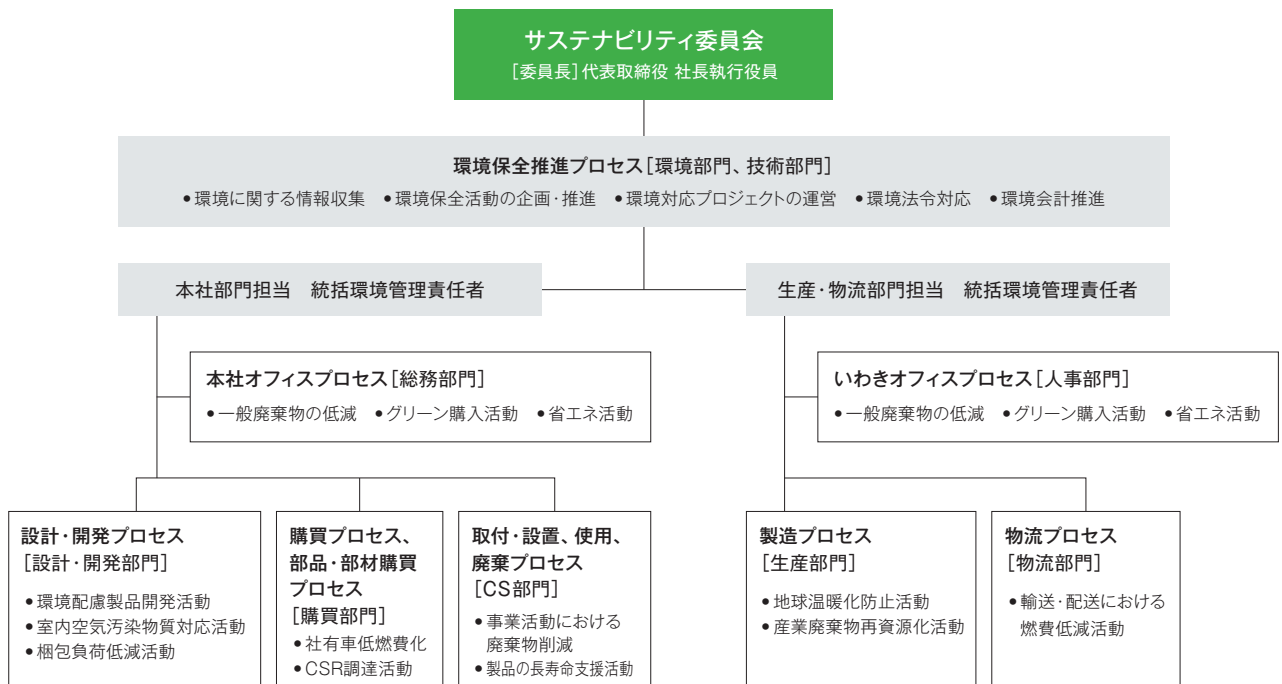 サステナビリティ委員会
[委員長]代表取締役 社長執行役員
環境保全推進プロセス[環境部門、技術部門]
●環境に関する情報収集 ●環境保全活動の企画・推進 ●環境対応プロジェクトの運営 ●環境法令対応 ●環境会計推進
本社部門担当　統括環境管理責任者
生産・物流部門担当　統括環境管理責任者
本社オフィスプロセス[総務部門]
●一般廃棄物の低減 ●グリーン購入活動 ●省エネ活動
いわきオフィスプロセス[人事部門]
●一般廃棄物の低減 ●グリーン購入活動 ●省エネ活動
設計・開発プロセス
[設計・開発部門]
●環境配慮製品開発活動
●室内空気汚染物質対応活動
●梱包負荷低減活動
購買プロセス、
部品・部材購買
プロセス
[購買部門]
●社有車低燃費化
●CSR調達活動
取付・設置、使用、
廃棄プロセス
[CS部門]
●事業活動における
廃棄物削減
●製品の長寿命支援活動
製造プロセス
[生産部門]
●地球温暖化防止活動
●産業廃棄物再資源化活動
物流プロセス
[物流部門]
●輸送・配送における
燃費低減活動